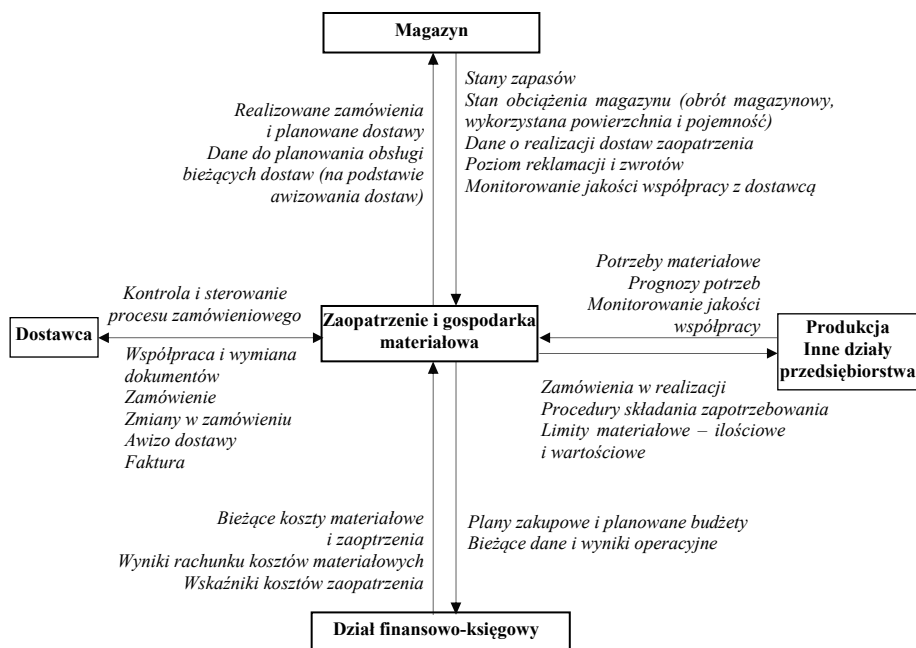 Magazyn
Realizowane zamówienia
i planowane dostawy
Dane do planowania obsługi
bieżących dostaw (na podstawie
awizowania dostaw)
Stany zapasów
Stan obciążenia magazynu (obrót magazynowy,
wykorzystana powierzchnia i pojemność)
Dane o realizacji dostaw zaopatrzenia
Poziom reklamacji i zwrotów
Monitorowanie jakości współpracy z dostawcą
Kontrola i sterowanie
procesu zamówieniowego
Dostawca
Współpraca i wymiana
dokumentów
Zamówienie
Zmiany w zamówieniu
Awizo dostawy
Faktura
Zaopatrzenie i gospodarka
materiałowa
Potrzeby materiałowe
Prognozy potrzeb
Monitorowanie jakości
współpracy
Produkcja
Inne działy
przedsiębiorstwa
Zamówienia w realizacji
Procedury składania zapotrzebowania
Limity materiałowe – ilościowe
i wartościowe
Bieżące koszty materiałowe
i zaoptrzenia
Wyniki rachunku kosztów materiałowych
Wskaźniki kosztów zaopatrzenia
Plany zakupowe i planowane budżety
Bieżące dane i wyniki operacyjne
Dział finansowo-księgowy